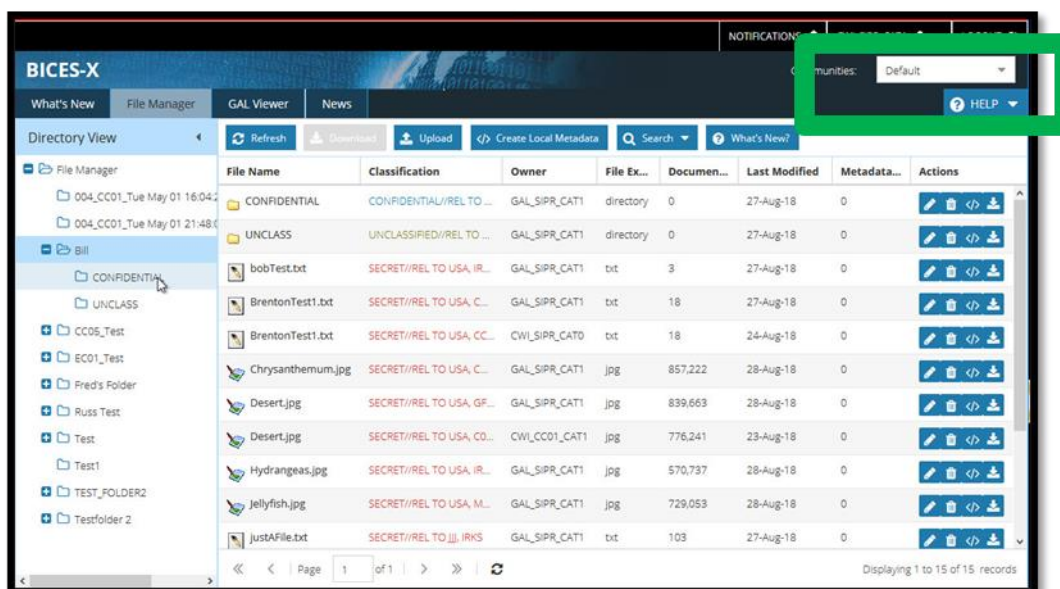 NOTIFICATIONS
BICES-X
Default
What's New File Manager GAL Viewer News HELP
Directory View Refresh Download Upload </> Create Local Metadata Search What's New?
File Manager File Name Classification Owner File Ex... Documen... Last Modified Metadata... Actions
004_CC01_Tue May 01 16:04:2 CONFIDENTIAL CONFIDENTIAL//REL TO ... GAL_SIPR_CAT1 directory 0 27-Aug-18 0
004_CC01_Tue May 01 21:48:0 UNCLASS UNCLASSIFIED//REL TO ... GAL_SIPR_CAT1 directory 0 27-Aug-18 0
Bill bobTest.txt SECRET//REL TO USA, IR... GAL_SIPR_CAT1 txt 3 27-Aug-18 0
CONFIDENTIAL
UNCLASS BrentonTest1.txt SECRET//REL TO USA, C... GAL_SIPR_CAT1 txt 18 27-Aug-18 0
CC05_Test BrentonTest1.txt SECRET//REL TO USA, CC... CWI_SIPR_CAT0 txt 18 24-Aug-18 0
EC01_Test Chrysanthemum.jpg SECRET//REL TO USA, C... GAL_SIPR_CAT1 jpg 857,222 28-Aug-18 0
Fred's Folder
Russ Test Desert.jpg SECRET//REL TO USA, GF... GAL_SIPR_CAT1 jpg 839,663 28-Aug-18 0
Test Desert.jpg SECRET//REL TO USA, C0... CWI_CC01_CAT1 jpg 776,241 23-Aug-18 0
Test1 Hydrangeas.jpg SECRET//REL TO USA, IR... GAL_SIPR_CAT1 jpg 570,737 28-Aug-18 0
TEST_FOLDER2 Jellyfish.jpg SECRET//REL TO USA, M... GAL_SIPR_CAT1 jpg 729,053 28-Aug-18 0
Testfolder 2 justAFile.txt SECRET//REL TO JJJ, IRKS GAL_SIPR_CAT1 txt 103 27-Aug-18 0
Page 1 of 1 Displaying 1 to 15 of 15 records